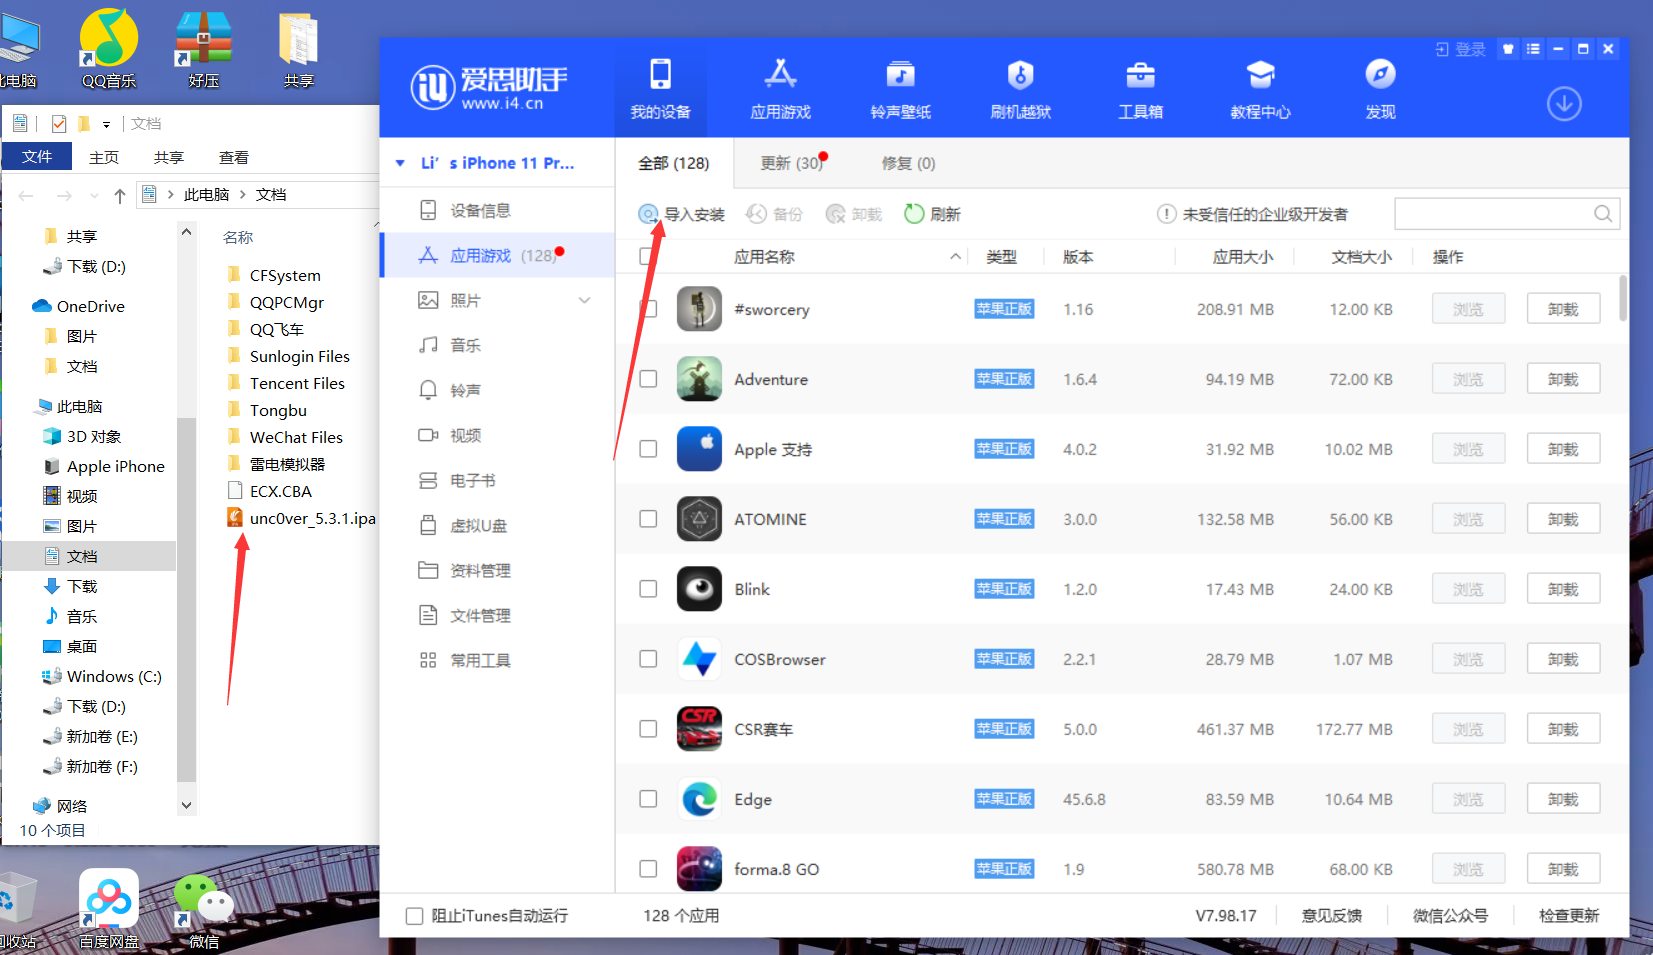 此电脑
QQ音乐
好压
共享
文档
文件
主页
共享
查看
此电脑
文档
共享
下载 (D:)
OneDrive
图片
文档
此电脑
3D 对象
Apple iPhone
视频
图片
文档
下载
音乐
桌面
Windows (C:)
下载 (D:)
新加卷 (E:)
新加卷 (F:)
网络
10 个项目
名称
CFSystem
QQPCMgr
QQ飞车
Sunlogin Files
Tencent Files
Tongbu
WeChat Files
雷电模拟器
ECX.CBA
unc0ver_5.3.1.ipa
回收站
百度网盘
微信
爱思助手
www.i4.cn
我的设备
应用游戏
铃声壁纸
刷机越狱
工具箱
教程中心
发现
登录
Li’s iPhone 11 Pr...
设备信息
应用游戏 (128)
照片
音乐
铃声
视频
电子书
虚拟U盘
资料管理
文件管理
常用工具
全部 (128)
更新 (30)
修复 (0)
导入安装
备份
卸载
刷新
未受信任的企业级开发者
应用名称 类型 版本 应用大小 文档大小 操作
#sworcery 苹果正版 1.16 208.91 MB 12.00 KB 浏览 卸载
Adventure 苹果正版 1.6.4 94.19 MB 72.00 KB 浏览 卸载
Apple 支持 苹果正版 4.0.2 31.92 MB 10.02 MB 浏览 卸载
ATOMINE 苹果正版 3.0.0 132.58 MB 56.00 KB 浏览 卸载
Blink 苹果正版 1.2.0 17.43 MB 24.00 KB 浏览 卸载
COSBrowser 苹果正版 2.2.1 28.79 MB 1.07 MB 浏览 卸载
CSR
CSR赛车 苹果正版 5.0.0 461.37 MB 172.77 MB 浏览 卸载
Edge 苹果正版 45.6.8 83.59 MB 10.64 MB 浏览 卸载
forma.8 GO 苹果正版 1.9 580.78 MB 68.00 KB 浏览 卸载
阻止iTunes自动运行
128 个应用
V7.98.17
意见反馈
微信公众号
检查更新